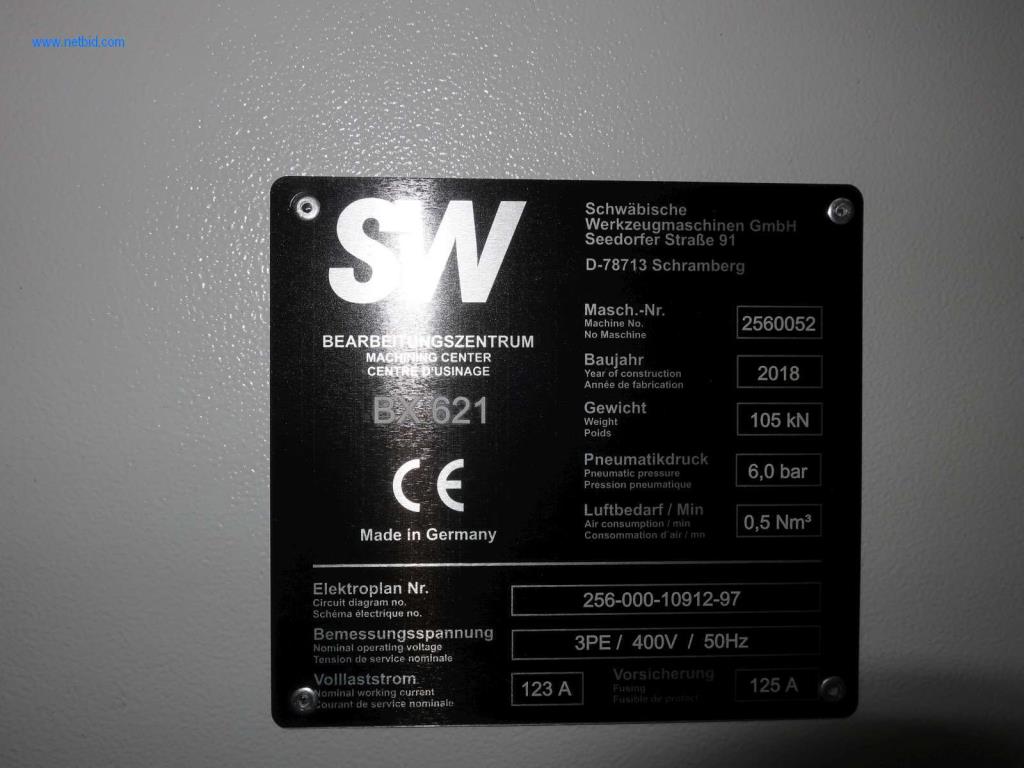 www.netbid.com
SW
BEARBEITUNGSZENTRUM
MACHINING CENTER
CENTRE D'USINAGE
BX 621
CE
Made in Germany
Schwäbische
Werkzeugmaschinen GmbH
Seedorfer Straße 91
D-78713 Schramberg
Masch.-Nr.
Machine No.
No Maschine
2560052
Baujahr
Year of construction
Année de fabrication
2018
Gewicht
Weight
Poids
105 kN
Pneumatikdruck
Pneumatic pressure
Pression pneumatique
6,0 bar
Luftbedarf / Min
Air consumption / min
Consommation d'air / mn
0,5 Nm³
Elektroplan Nr.
Circuit diagram no.
Schéma électrique no.
256-000-10912-97
Bemessungsspannung
Nominal operating voltage
Tension de service nominale
3PE / 400V / 50Hz
Volllaststrom
Nominal working current
Courant de service nominale
123 A
Vorsicherung
Fusing
Fusible de protect
125 A